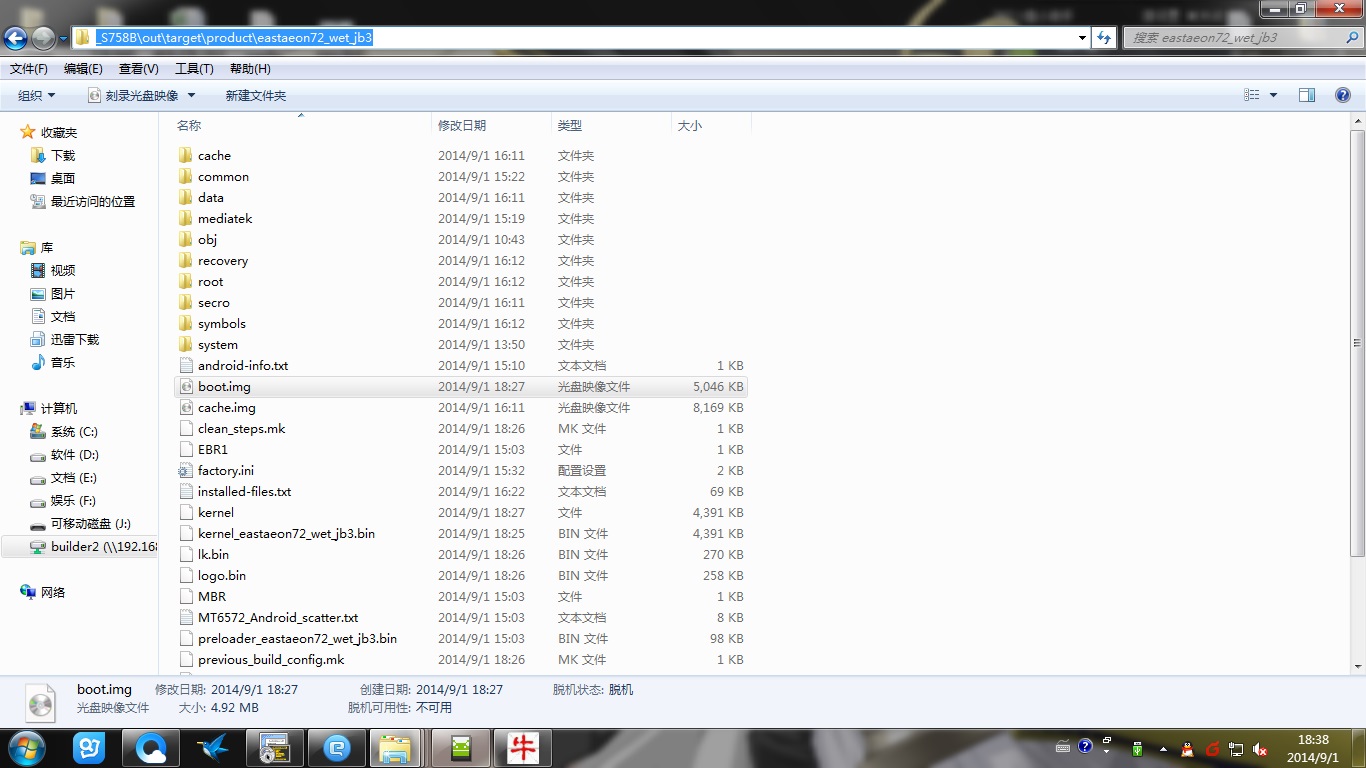 _S758B\out\target\product\eastaeon72_wet_jb3
搜索 eastaeon72_wet_jb3
文件(F) 编辑(E) 查看(V) 工具(T) 帮助(H)
组织 刻录光盘映像 新建文件夹
收藏夹
下载
桌面
最近访问的位置
库
视频
图片
文档
迅雷下载
音乐
计算机
系统 (C:)
软件 (D:)
文档 (E:)
娱乐 (F:)
可移动磁盘 (J:)
builder2 (\\192.168
网络
名称 修改日期 类型 大小
cache 2014/9/1 16:11 文件夹
common 2014/9/1 15:22 文件夹
data 2014/9/1 16:11 文件夹
mediatek 2014/9/1 15:19 文件夹
obj 2014/9/1 10:43 文件夹
recovery 2014/9/1 16:12 文件夹
root 2014/9/1 16:12 文件夹
secro 2014/9/1 16:11 文件夹
symbols 2014/9/1 16:12 文件夹
system 2014/9/1 13:50 文件夹
android-info.txt 2014/9/1 15:10 文本文档 1 KB
boot.img 2014/9/1 18:27 光盘映像文件 5,046 KB
cache.img 2014/9/1 16:11 光盘映像文件 8,169 KB
clean_steps.mk 2014/9/1 18:26 MK 文件 1 KB
EBR1 2014/9/1 15:03 文件 1 KB
factory.ini 2014/9/1 15:32 配置设置 2 KB
installed-files.txt 2014/9/1 16:22 文本文档 69 KB
kernel 2014/9/1 18:27 文件 4,391 KB
kernel_eastaeon72_wet_jb3.bin 2014/9/1 18:25 BIN 文件 4,391 KB
lk.bin 2014/9/1 18:26 BIN 文件 270 KB
logo.bin 2014/9/1 18:26 BIN 文件 258 KB
MBR 2014/9/1 15:03 文件 1 KB
MT6572_Android_scatter.txt 2014/9/1 15:03 文本文档 8 KB
preloader_eastaeon72_wet_jb3.bin 2014/9/1 15:03 BIN 文件 98 KB
previous_build_config.mk 2014/9/1 18:26 MK 文件 1 KB
boot.img 修改日期: 2014/9/1 18:27 创建日期: 2014/9/1 18:27 脱机状态: 脱机
光盘映像文件 大小: 4.92 MB 脱机可用性: 不可用
牛
18:38
2014/9/1